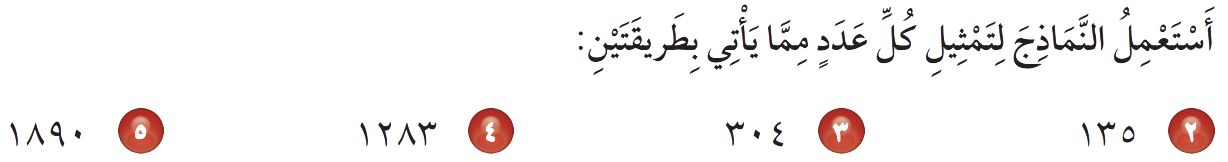 أَسْتَعْمِلُ النَّمَاذِجَ لِتَمْثِيلِ كُلِّ عَدَدٍ مِمَّا يَأْتِي بِطَرِيقَتَيْنِ:
٢ ١٣٥ ٣ ٣٠٤ ٤ ١٢٨٣ ٥ ١٨٩٠